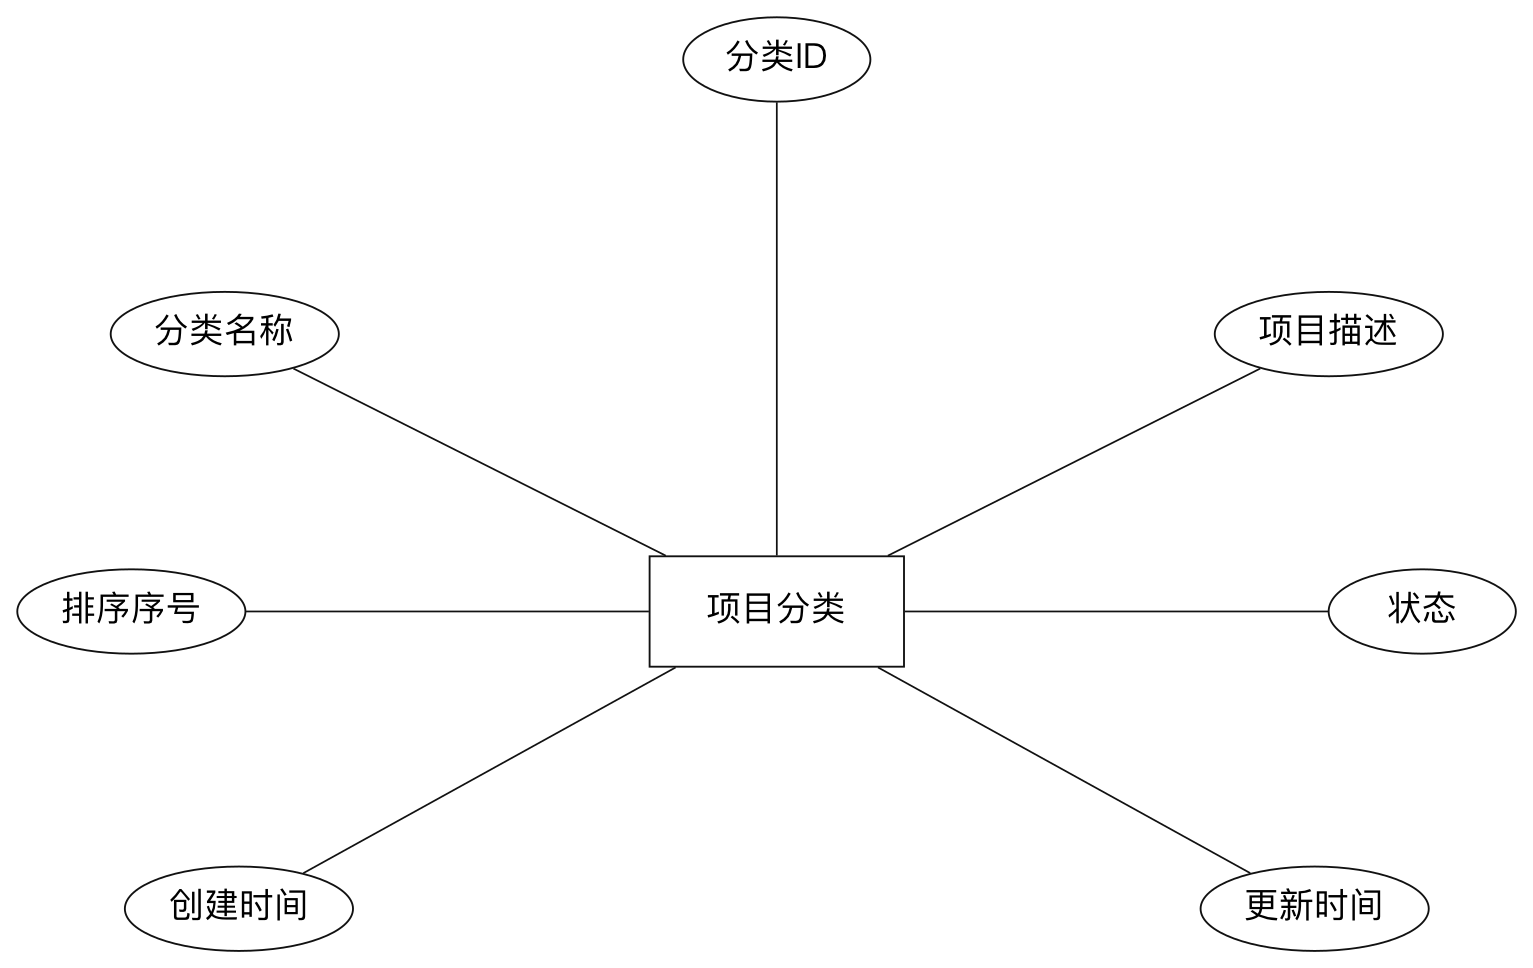 分类ID
分类名称
项目描述
排序序号
项目分类
状态
创建时间
更新时间